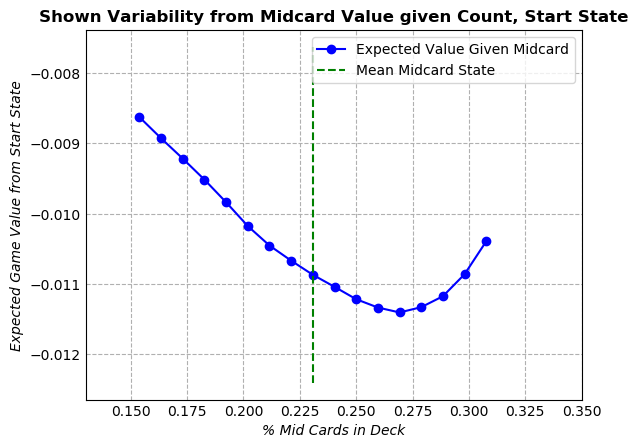 Shown Variability from Midcard Value given Count, Start State
Expected Value Given Midcard
Mean Midcard State
Expected Game Value from Start State
−0.008
−0.009
−0.010
−0.011
−0.012
0.150 0.175 0.200 0.225 0.250 0.275 0.300 0.325 0.350
% Mid Cards in Deck